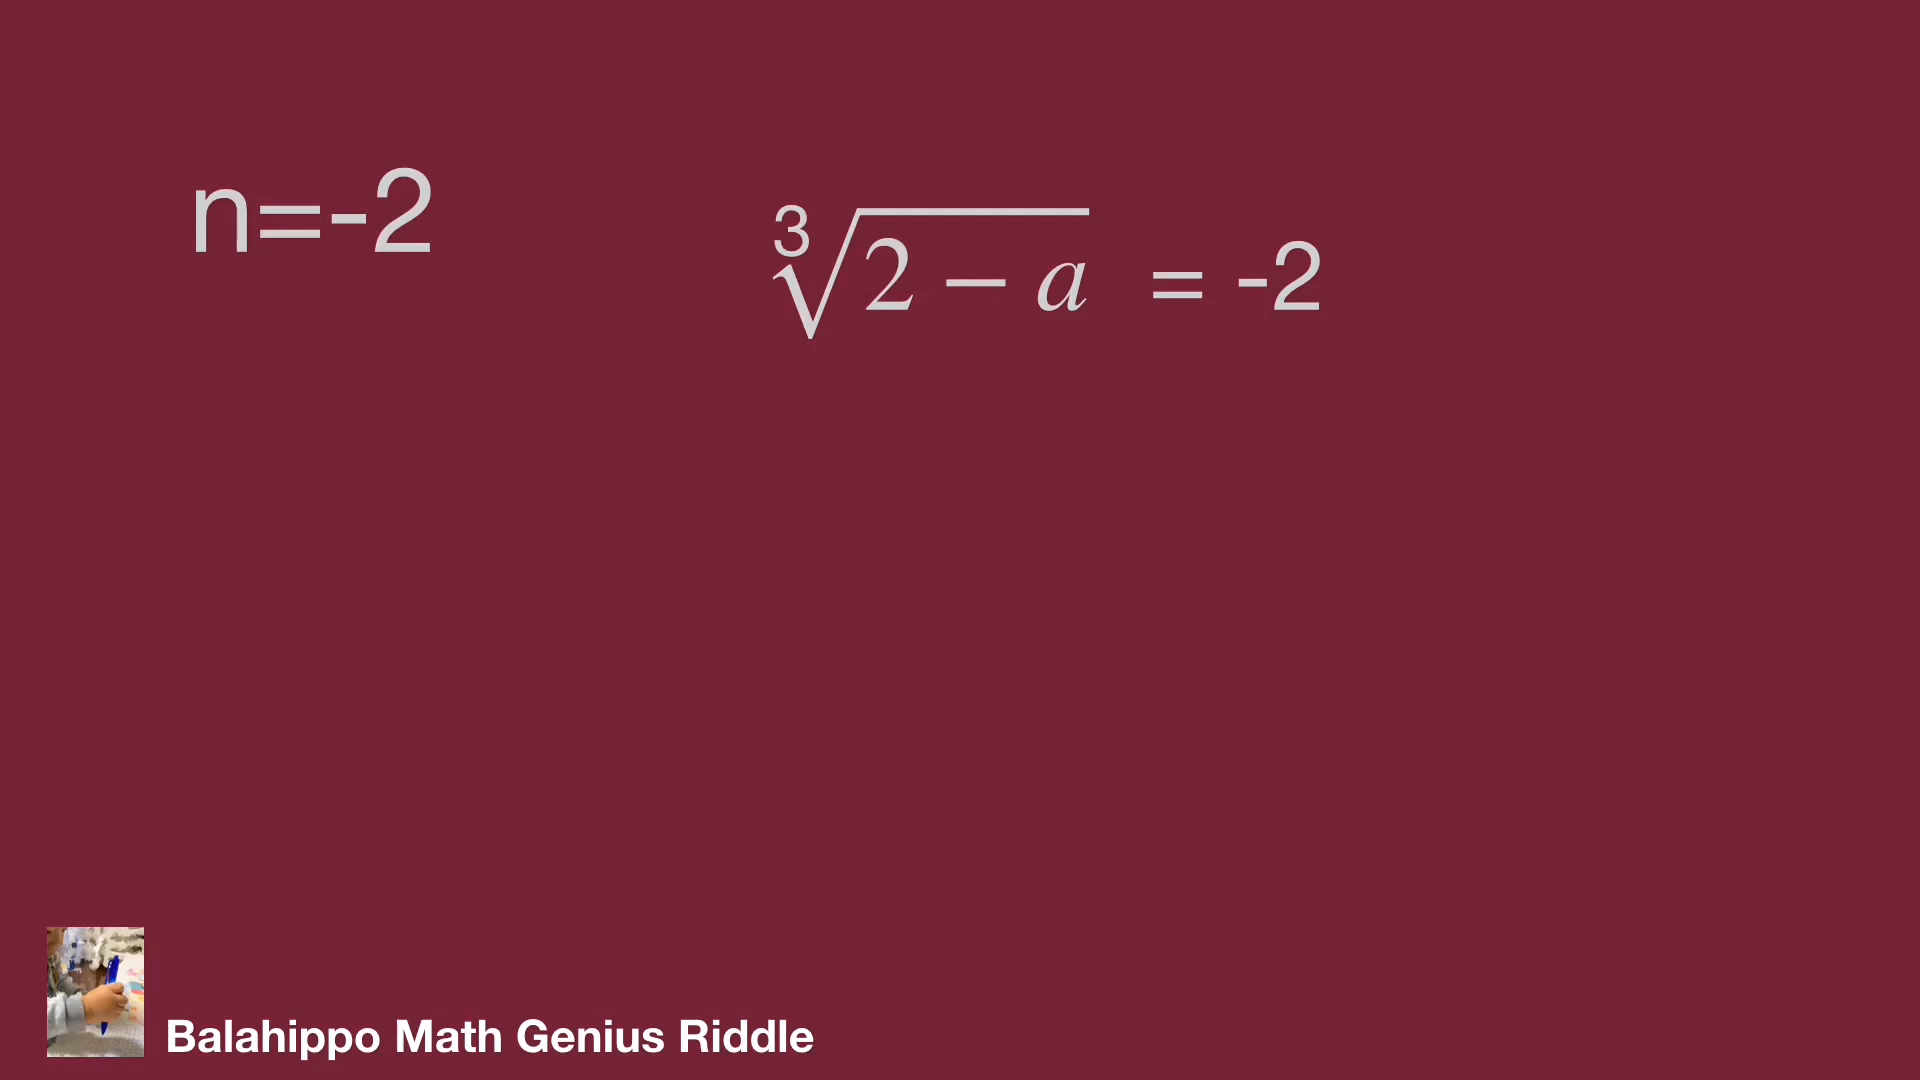 n=-2
∛(2 − a) = -2
Balahippo Math Genius Riddle